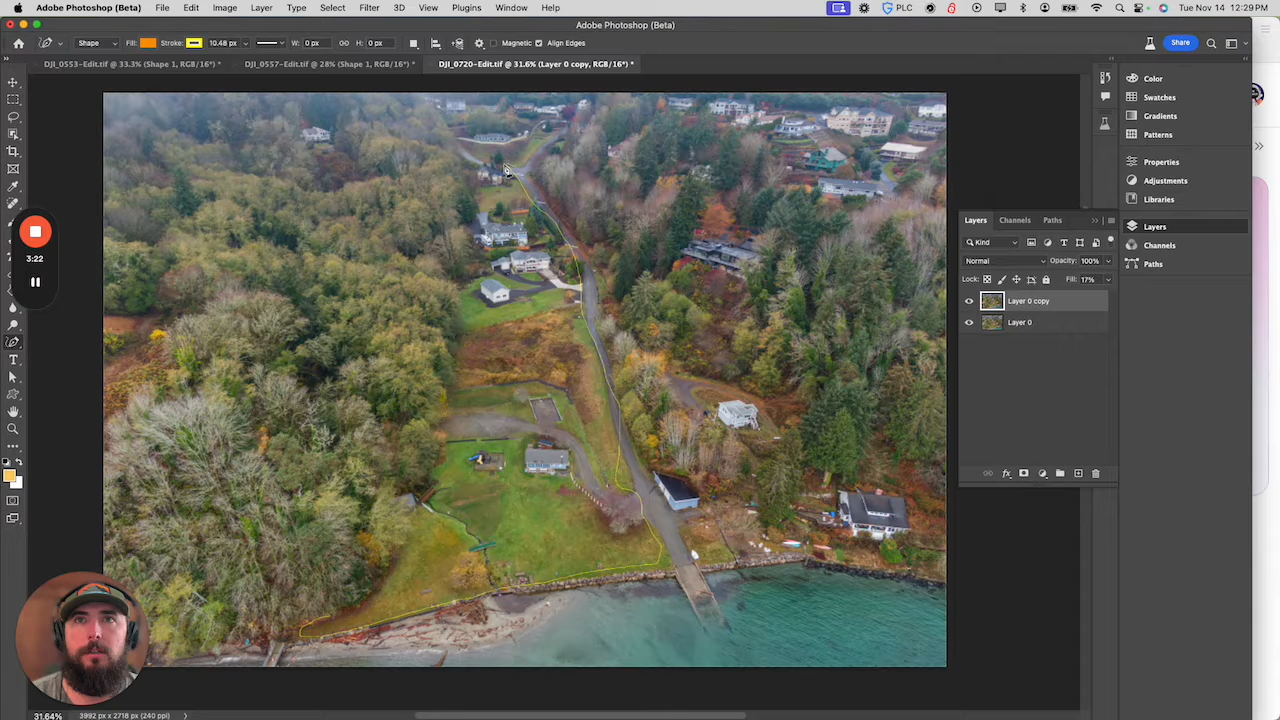 Adobe Photoshop (Beta) File Edit Image Layer Type Select Filter 3D View Plugins Window Help PLC Tue Nov 14 12:29:10 PM
Adobe Photoshop (Beta)
Shape Fill: Stroke: 10.48 px W: 0 px H: 0 px Magnetic Align Edges Share
DJI_0553-Edit.tif @ 33.3% (Shape 1, RGB/16*) * DJI_0557-Edit.tif @ 28% (Shape 1, RGB/16*) * DJI_0720-Edit.tif @ 31.6% (Layer 0 copy, RGB/16*) *
Color
Swatches
Gradients
Patterns
Properties
Adjustments
Libraries
Layers
Channels
Paths
Layers Channels Paths
Kind
Normal Opacity: 100%
Lock: Fill: 17%
Layer 0 copy
Layer 0
3:22
31.64% 3992 px x 2718 px (240 ppi)